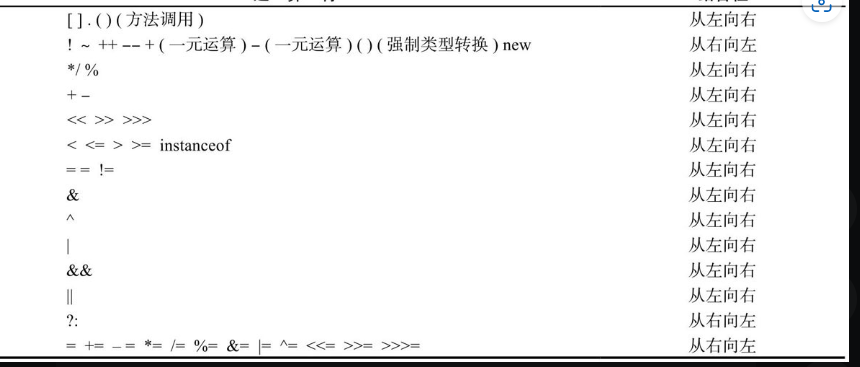 [ ] . ( ) ( 方法调用 ) 从左向右
! ~ ++ -- + ( 一元运算 ) – ( 一元运算 ) ( ) ( 强制类型转换 ) new 从右向左
*/ % 从左向右
+ – 从左向右
<< >> >>> 从左向右
< <= > >= instanceof 从左向右
= = != 从左向右
& 从左向右
^ 从左向右
| 从左向右
&& 从左向右
|| 从左向右
?: 从右向左
= += – = *= /= %= &= |= ^= <<= >>= >>>= 从右向左